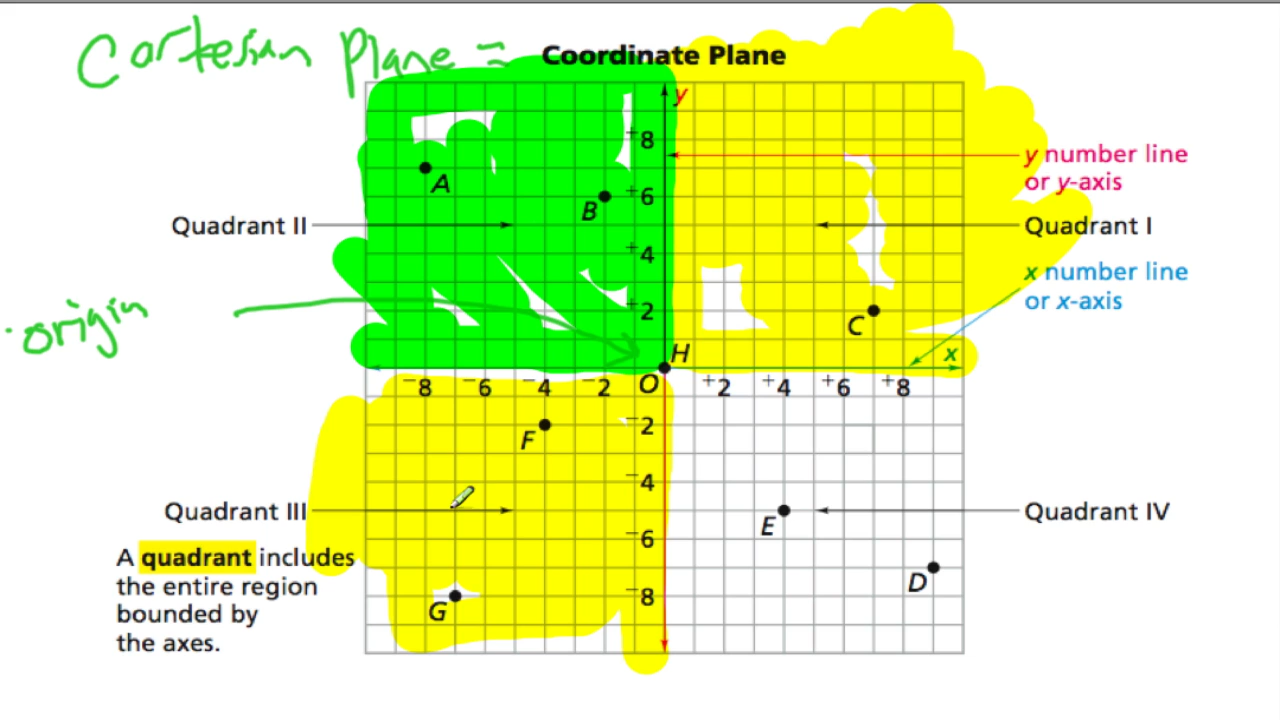 Cartesian Plane =
Coordinate Plane
y
+8
y number line
or y-axis
A
+6
B
Quadrant II
Quadrant I
+4
x number line
or x-axis
origin
+2
C
H
x
-8 -6 -4 -2 O +2 +4 +6 +8
-2
F
-4
Quadrant III
Quadrant IV
E
-6
A quadrant includes
the entire region
bounded by
the axes.
D
-8
G